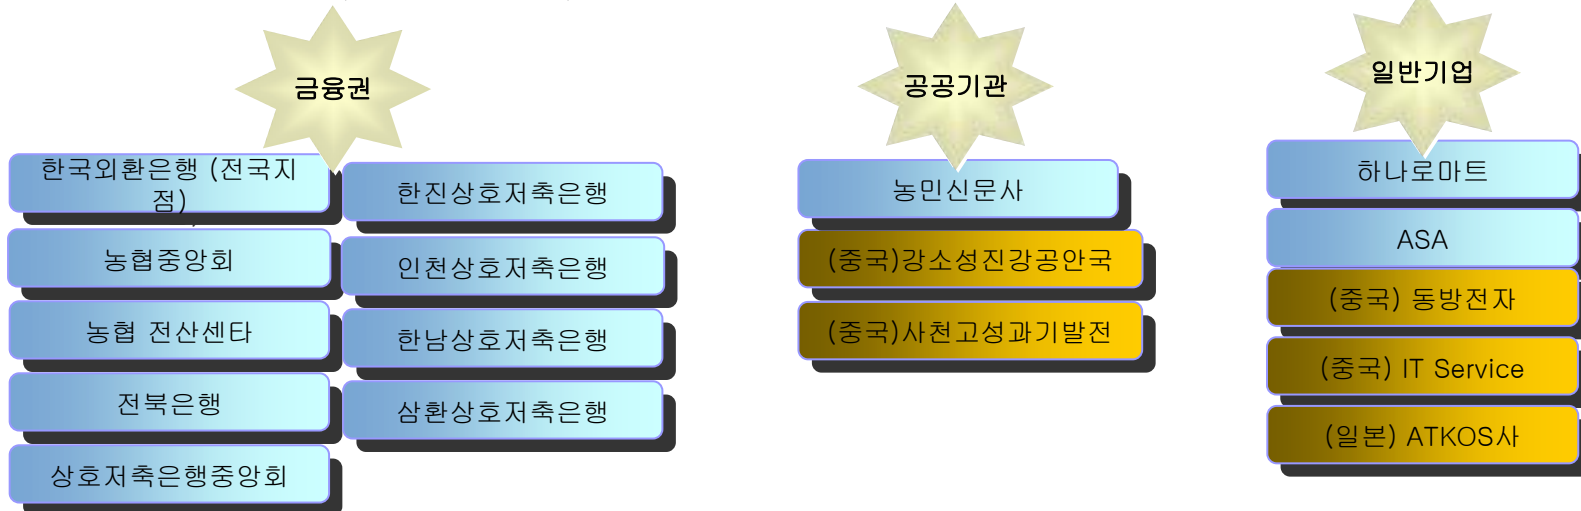 금융권
한국외환은행 (전국지
점)
농협중앙회
농협 전산센타
전북은행
상호저축은행중앙회
한진상호저축은행
인천상호저축은행
한남상호저축은행
삼환상호저축은행
공공기관
농민신문사
(중국)강소성진강공안국
(중국)사천고성과기발전
일반기업
하나로마트
ASA
(중국) 동방전자
(중국) IT Service
(일본) ATKOS사